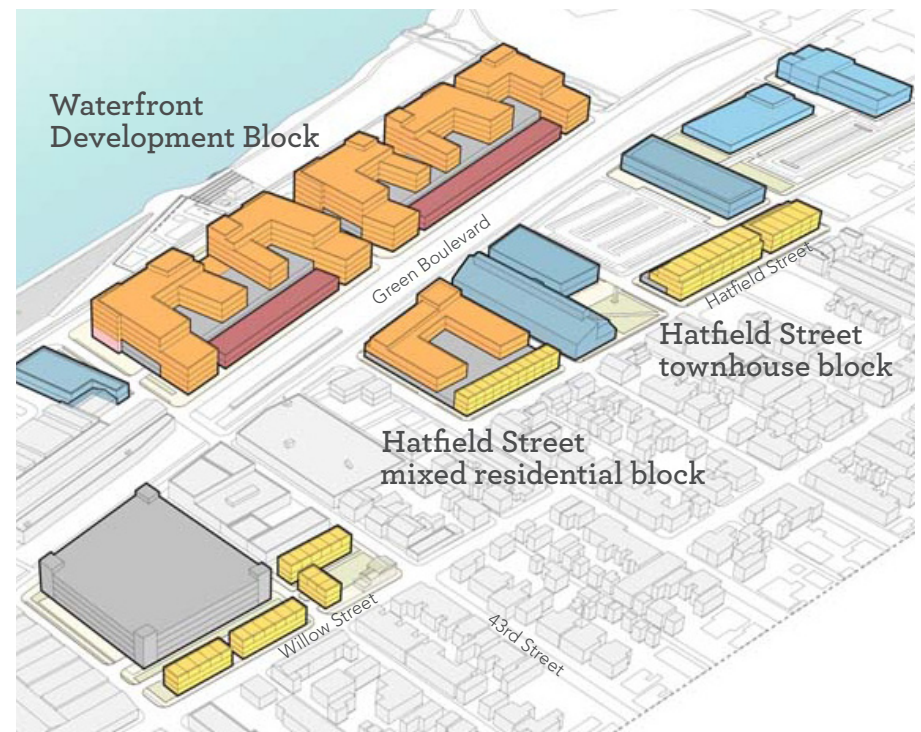 Waterfront
Development Block
Green Boulevard
Hatfield Street
Hatfield Street
townhouse block
Hatfield Street
mixed residential block
Willow Street
43rd Street